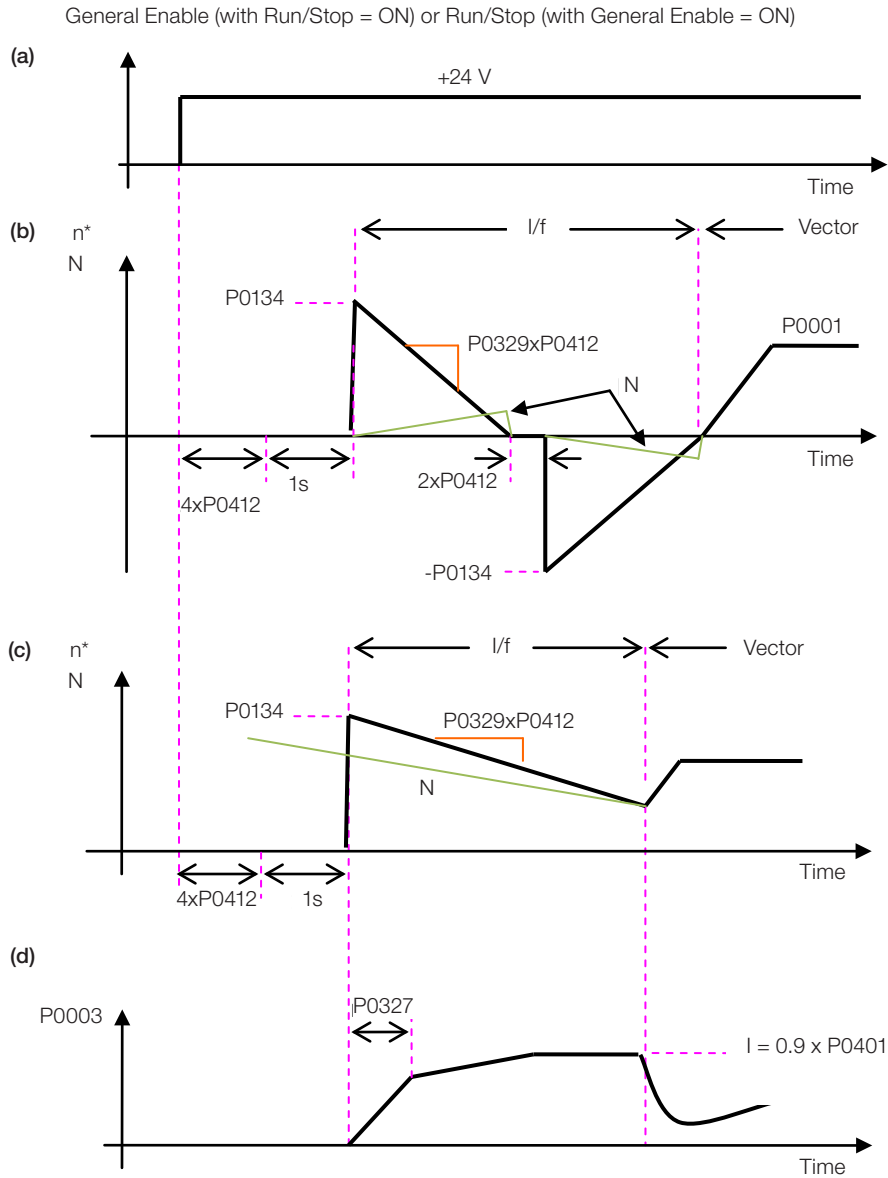 General Enable (with Run/Stop = ON) or Run/Stop (with General Enable = ON)
(a)
+24 V
Time
(b)
n*
N
I/f
Vector
P0134
P0329xP0412
N
P0001
Time
4xP0412
1s
2xP0412
-P0134
(c)
n*
N
I/f
Vector
P0134
P0329xP0412
N
Time
4xP0412
1s
(d)
P0003
P0327
I = 0.9 x P0401
Time